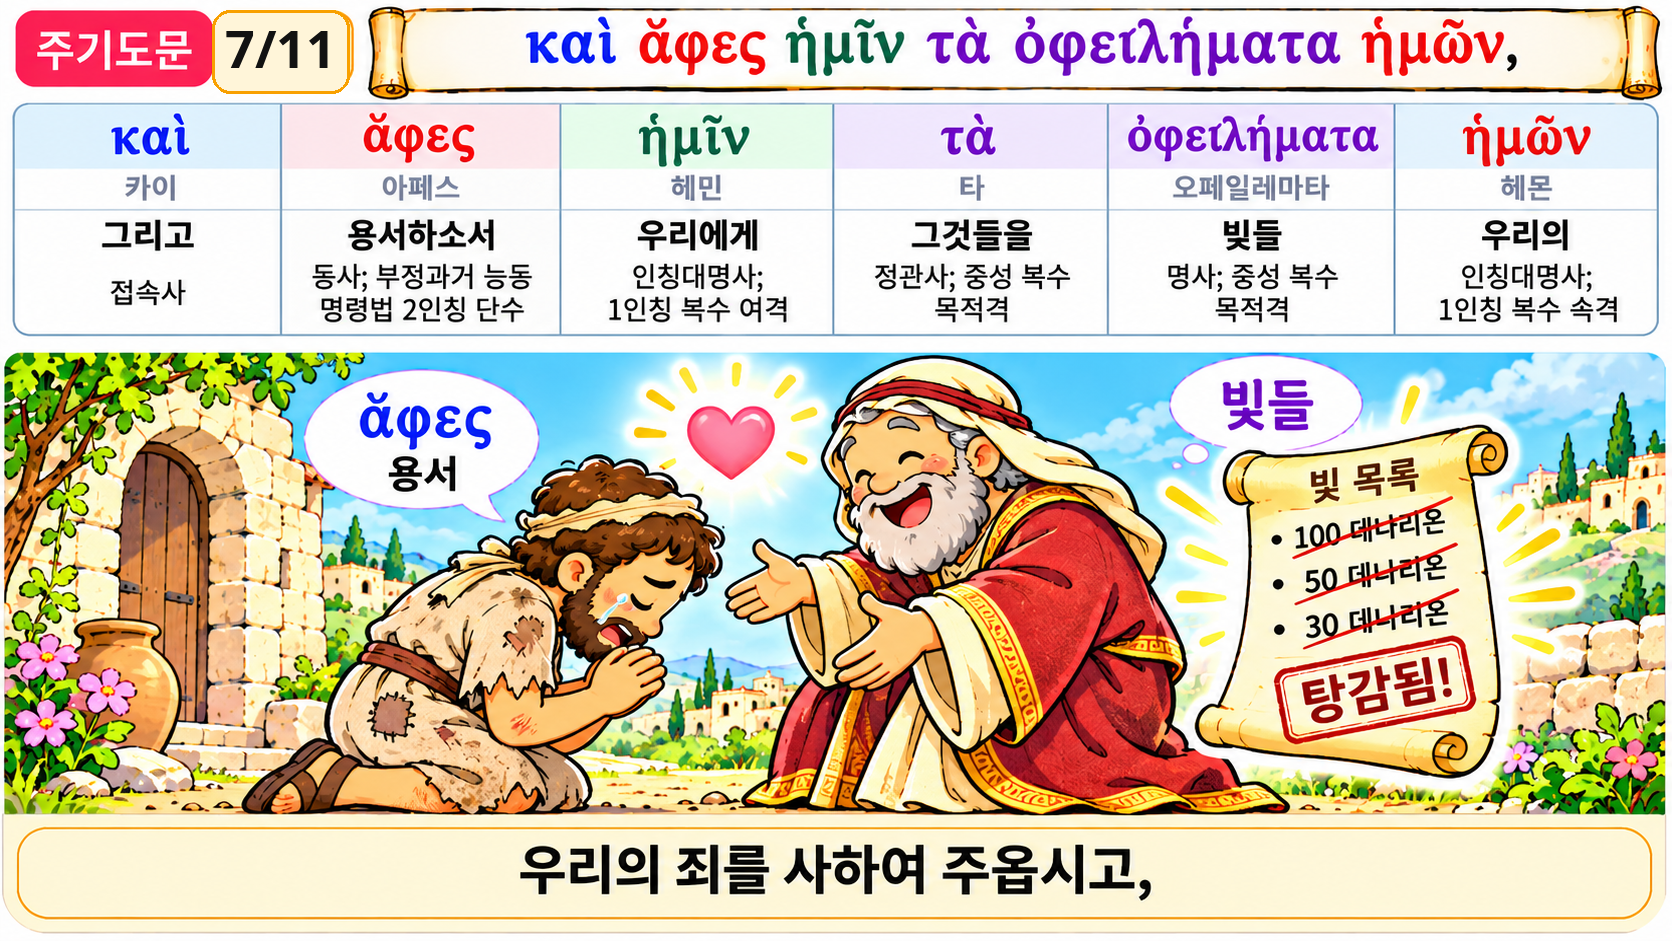 주기도문 7/11
καὶ ἄφες ἡμῖν τὰ ὀφειλήματα ἡμῶν,
καὶ ἄφες ἡμῖν τὰ ὀφειλήματα ἡμῶν
카이 아페스 헤민 타 오페일레마타 헤몬
그리고 용서하소서 우리에게 그것들을 빚들 우리의
접속사
동사; 부정과거 능동
명령법 2인칭 단수
인칭대명사;
1인칭 복수 여격
정관사; 중성 복수
목적격
명사; 중성 복수
목적격
인칭대명사;
1인칭 복수 속격
ἄφες
용서
빚들
빚 목록
• 100 데나리온
• 50 데나리온
• 30 데나리온
탕감됨!
우리의 죄를 사하여 주옵시고,